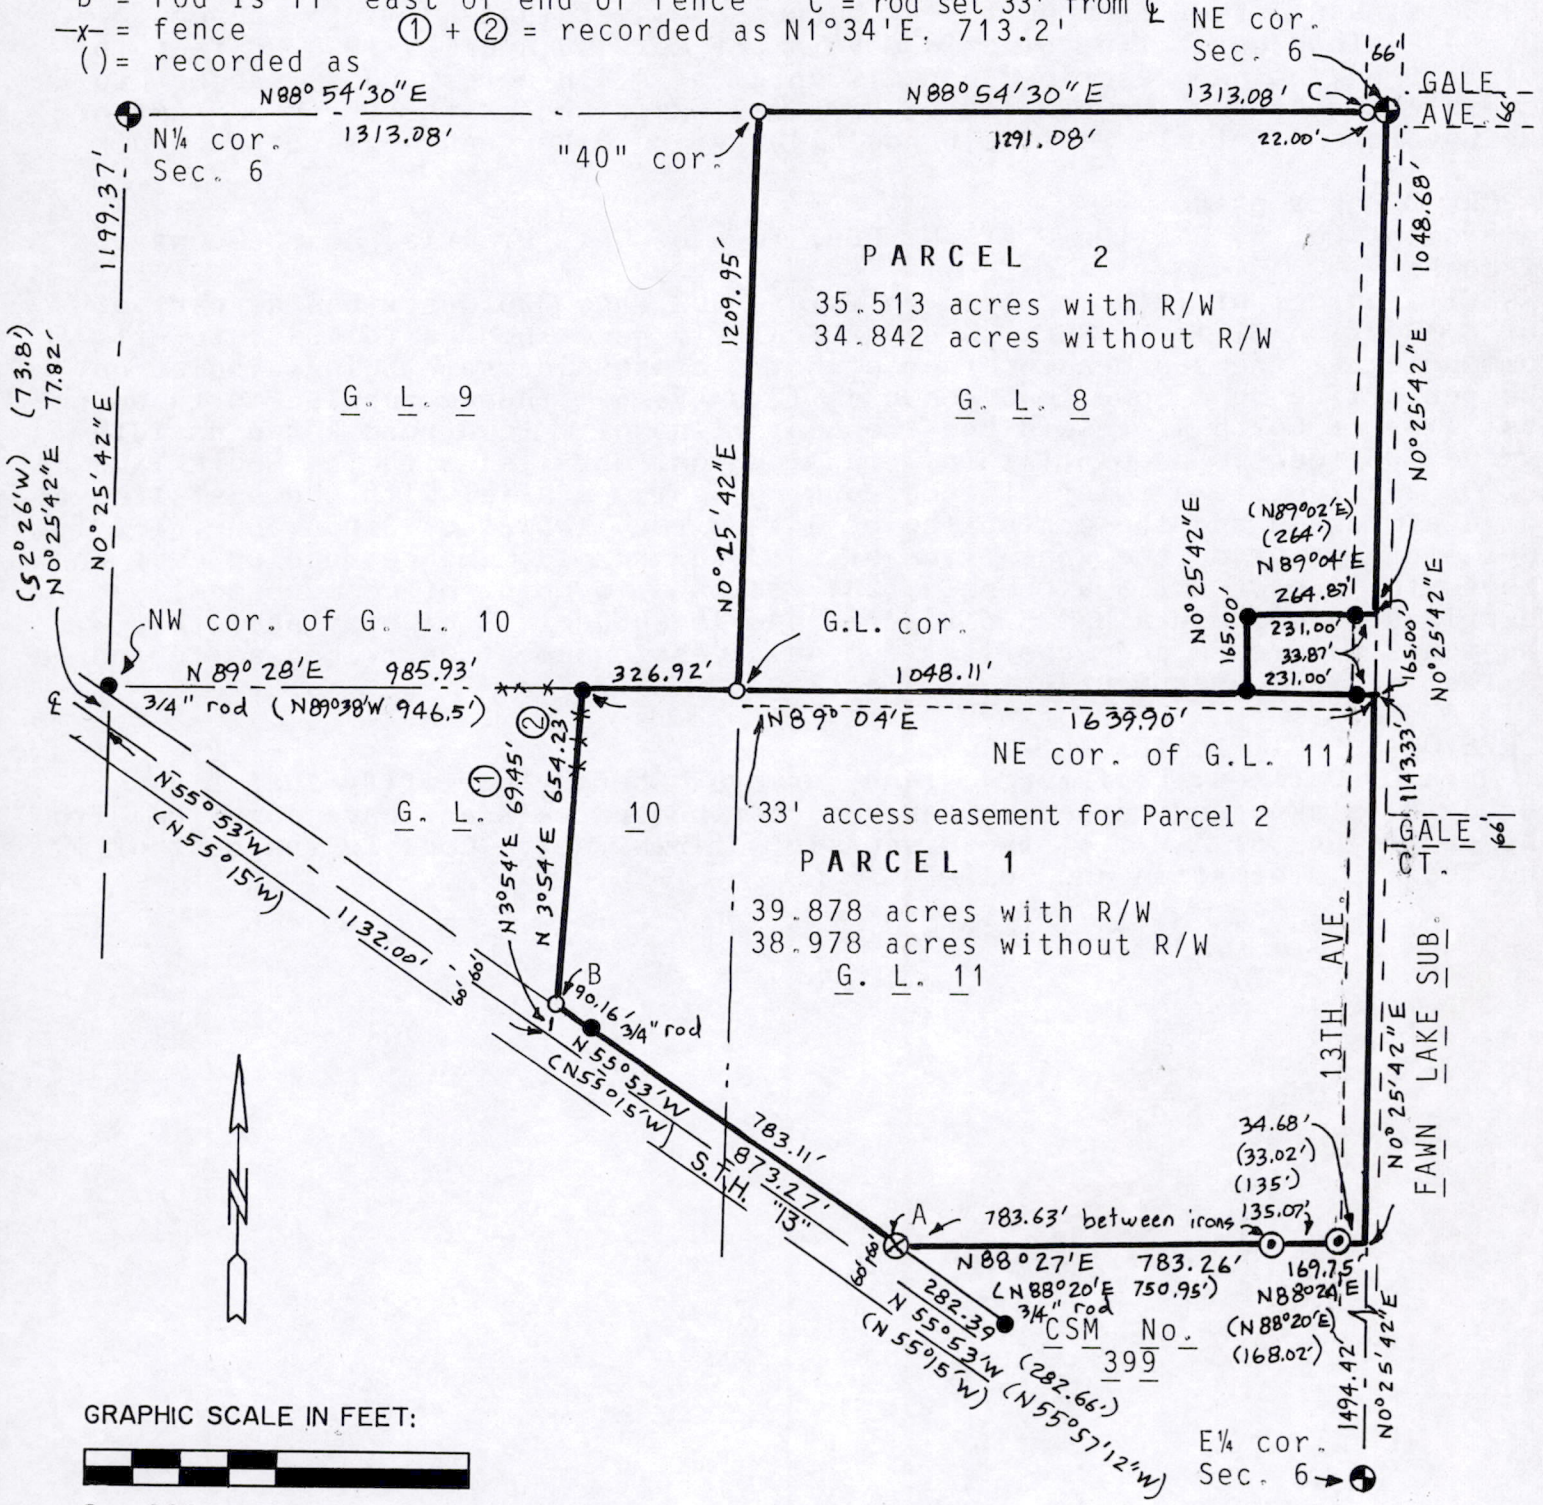 = rod is 11' east of end of fence C = rod set 33' from ℄
—x— = fence ① + ② = recorded as N1°34'E, 713.2'
( )= recorded as
NE cor.
Sec. 6
66'
GALE
AVE.
66'
N88°54'30"E
1313.08'
N88°54'30"E 1313.08' C
1291.08'
22.00'
N¼ cor.
Sec. 6
"40" cor.
1199.37'
N0°25'42"E
1209.95'
N0°25'42"E
1048.68'
N0°25'42"E
PARCEL 2
35.513 acres with R/W
34.842 acres without R/W
G. L. 9
G. L. 8
(S2°26'W) (73.8')
N0°25'42"E 77.82'
N0°25'42"E
165.00'
(N89°02'E)
(264')
N89°04'E
264.87'
231.00'
33.87'
231.00'
165.00'
N0°25'42"E
NW cor. of G. L. 10
G.L. cor.
N89°28'E 985.93'
3/4" rod (N89°38'W 946.5')
326.92'
1048.11'
N89°04'E 1639.90'
℄
NE cor. of G.L. 11
②
N 3°54'E 654.23'
①
N3°54'E 69.45'
G. L. 10
33' access easement for Parcel 2
1143.33'
GALE
CT.
66'
N55°53'W
(N55°15'W)
1132.00'
60' 60'
PARCEL 1
39.878 acres with R/W
38.978 acres without R/W
G. L. 11
13TH AVE.
N0°25'42"E
FAWN LAKE SUB.
B
90.16'
3/4" rod
N55°53'W
(N55°15'W)
783.11'
873.27'
S.T.H. "13"
60' 60'
34.68'
(33.02')
(135')
135.07'
A
783.63' between irons
N88°27'E 783.26'
(N88°20'E 750.95')
169.75'
N88°24'E
(N88°20'E)
(168.02')
282.39
3/4" rod
N55°53'W
(N55°15'W)
(282.66')
(N55°57'12"W)
CSM No.
399
1494.42'
N0°25'42"E
E¼ cor.
Sec. 6
N
GRAPHIC SCALE IN FEET: